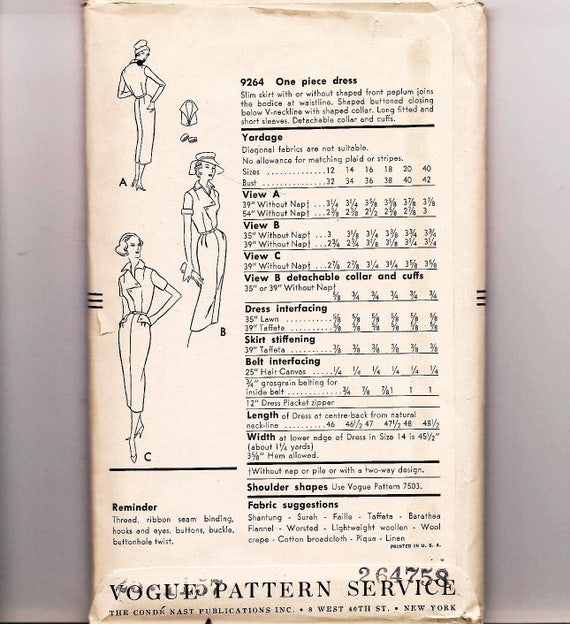 9264 One piece dress
Slim skirt with or without shaped front peplum joins
the bodice at waistline. Shaped buttoned closing
below V-neckline with shaped collar. Long fitted and
short sleeves. Detachable collar and cuffs.
Yardage
Diagonal fabrics are not suitable.
No allowance for matching plaid or stripes.
Sizes ............... 12 14 16 18 20 40
Bust ............... 32 34 36 38 40 42
View A
39" Without Nap† ... 3¼ 3¼ 3⅝ 3⅝ 3⅞ 3⅞
54" Without Nap† ... 2⅜ 2⅜ 2½ 2⅝ 2⅞ 3
View B
35" Without Nap† ... 3 3⅛ 3¼ 3⅜ 3¾ 3¾
39" Without Nap† ... 2¾ 2¾ 3⅛ 3⅛ 3¼ 3¼
View C
39" Without Nap† ... 2⅞ 2⅞ 3¼ 3¼ 3⅝ 3⅝
View B detachable collar and cuffs
35" or 39" Without Nap†
⅝ ¾ ¾ ¾ ¾ ¾
Dress interfacing
35" Lawn ............ ⅝ ⅝ ⅝ ⅝ ⅝ ⅝
39" Taffeta ............ ⅜ ⅜ ⅜ ⅜ ⅜ ⅜
Skirt stiffening
39" Taffeta ............ ⅜ ⅜ ⅜ ⅜ ⅜ ⅜
Belt interfacing
25" Hair Canvas ..... ¼ ¼ ¼ ¼ ¼ ¼
¾" grosgrain belting for
inside belt ............ ¾ ⅞ ⅞ 1 1 1
12" Dress Placket zipper
Length of Dress at centre-back from natural
neck-line .......... 46 46½ 47 47½ 48 48½
Width at lower edge of Dress in Size 14 is 45½"
(about 1¼ yards)
3⅝" Hem allowed.
†Without nap or pile or with a two-way design.
Shoulder shapes Use Vogue Pattern 7503.
Fabric suggestions
Shantung - Surah - Faille - Taffeta - Barathea
Flannel - Worsted - Lightweight woollen - Wool
crepe - Cotton broadcloth - Pique - Linen
PRINTED IN U. S. A.
A
B
C
Reminder
Thread, ribbon seam binding,
hooks and eyes, buttons, buckle,
buttonhole twist.
264758
VOGUE PATTERN SERVICE
THE CONDÉ NAST PUBLICATIONS INC. • 8 WEST 40TH ST. • NEW YORK